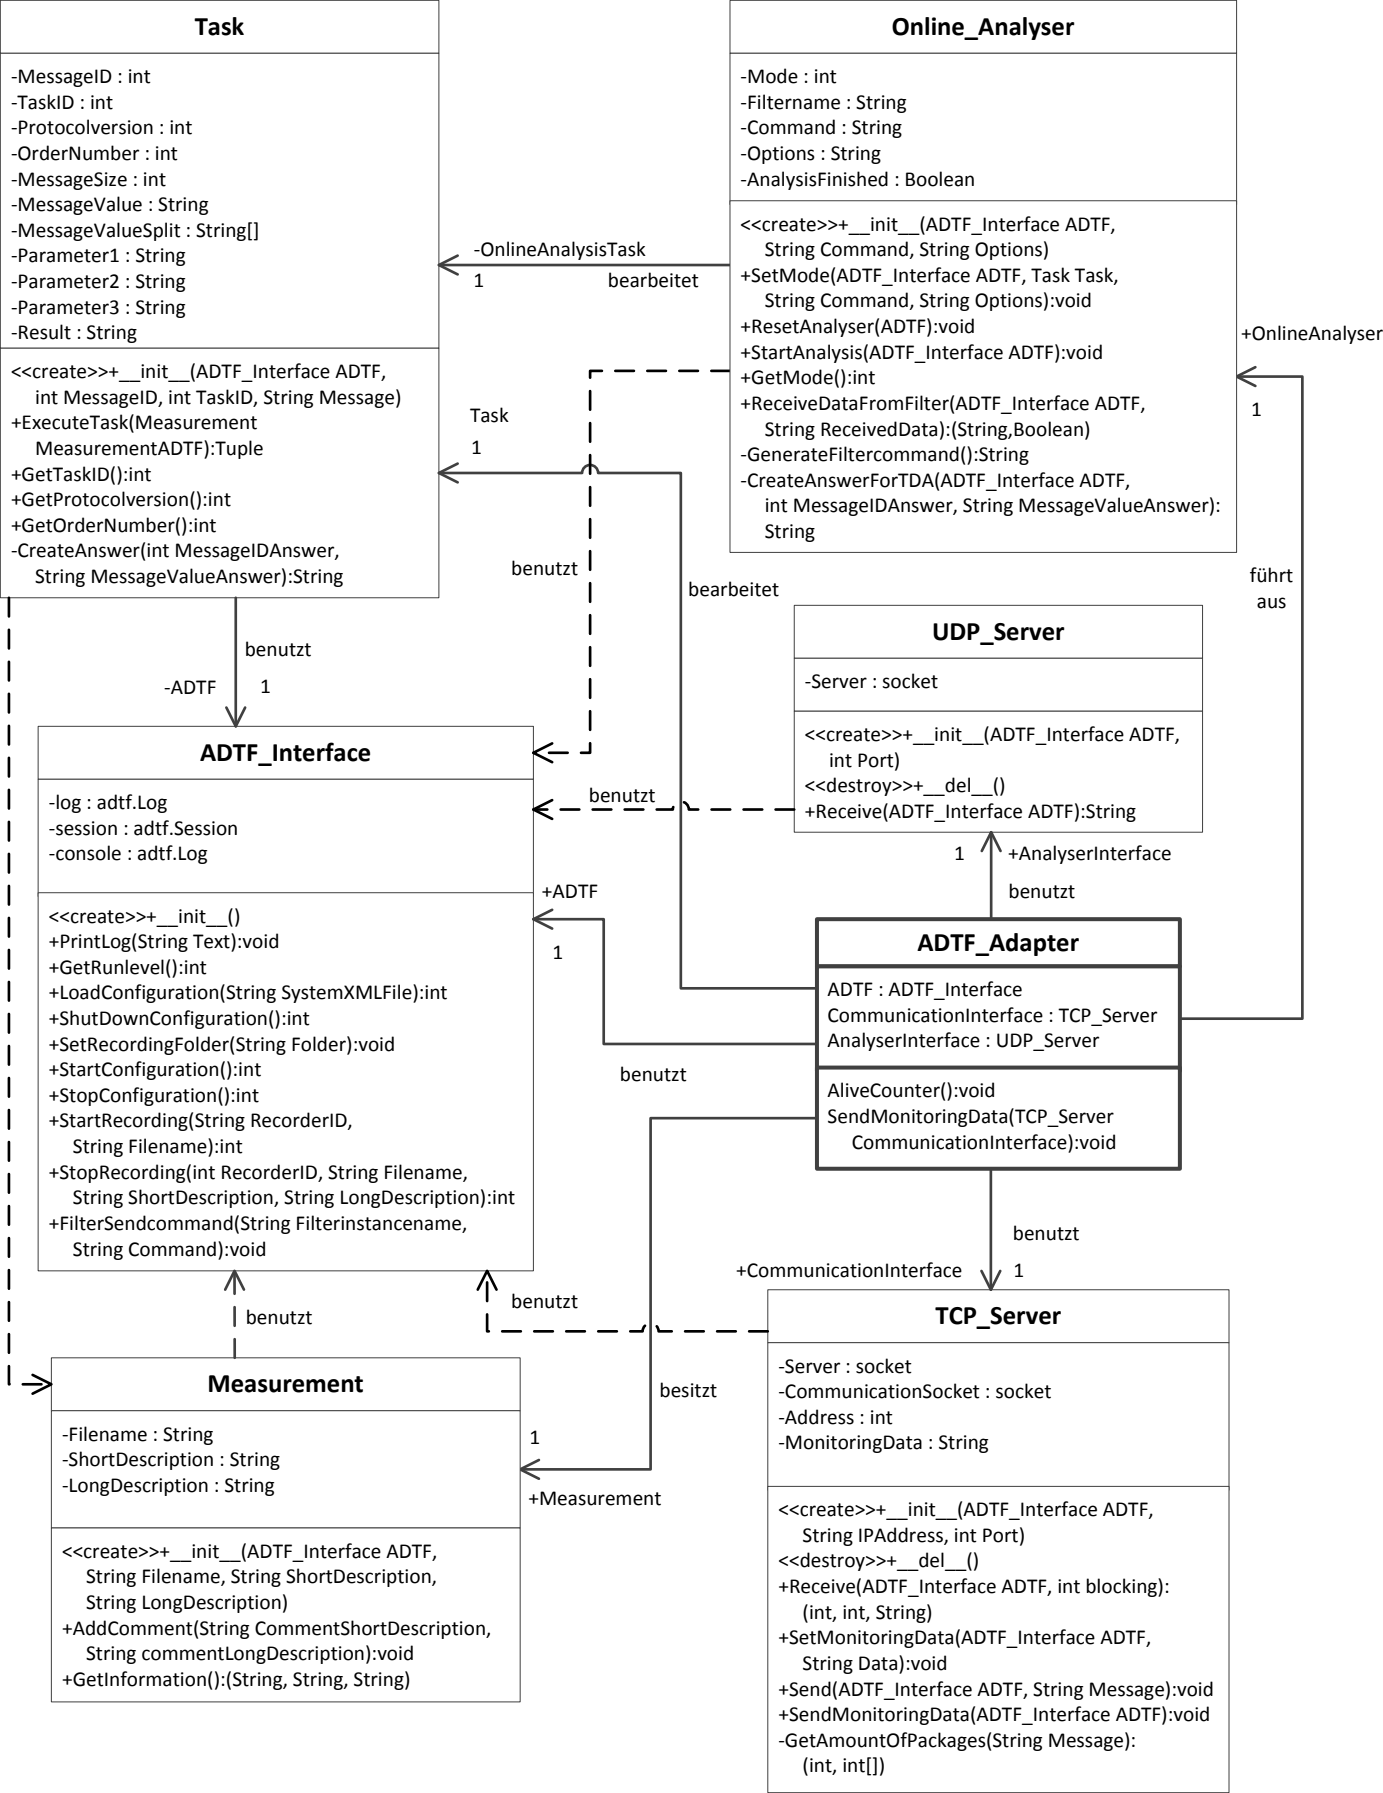 Task
-MessageID : int
-TaskID : int
-Protocolversion : int
-OrderNumber : int
-MessageSize : int
-MessageValue : String
-MessageValueSplit : String[]
-Parameter1 : String
-Parameter2 : String
-Parameter3 : String
-Result : String
<<create>>+__init__(ADTF_Interface ADTF,
int MessageID, int TaskID, String Message)
+ExecuteTask(Measurement
MeasurementADTF):Tuple
+GetTaskID():int
+GetProtocolversion():int
+GetOrderNumber():int
-CreateAnswer(int MessageIDAnswer,
String MessageValueAnswer):String
-OnlineAnalysisTask
1
bearbeitet
Online_Analyser
-Mode : int
-Filtername : String
-Command : String
-Options : String
-AnalysisFinished : Boolean
<<create>>+__init__(ADTF_Interface ADTF,
String Command, String Options)
+SetMode(ADTF_Interface ADTF, Task Task,
String Command, String Options):void
+ResetAnalyser(ADTF):void
+StartAnalysis(ADTF_Interface ADTF):void
+GetMode():int
+ReceiveDataFromFilter(ADTF_Interface ADTF,
String ReceivedData):(String,Boolean)
-GenerateFiltercommand():String
-CreateAnswerForTDA(ADTF_Interface ADTF,
int MessageIDAnswer, String MessageValueAnswer):
String
+OnlineAnalyser
1
führt
aus
Task
1
benutzt
bearbeitet
benutzt
-ADTF
1
UDP_Server
-Server : socket
<<create>>+__init__(ADTF_Interface ADTF,
int Port)
<<destroy>>+__del__()
+Receive(ADTF_Interface ADTF):String
benutzt
1
+AnalyserInterface
benutzt
ADTF_Interface
-log : adtf.Log
-session : adtf.Session
-console : adtf.Log
<<create>>+__init__()
+PrintLog(String Text):void
+GetRunlevel():int
+LoadConfiguration(String SystemXMLFile):int
+ShutDownConfiguration():int
+SetRecordingFolder(String Folder):void
+StartConfiguration():int
+StopConfiguration():int
+StartRecording(String RecorderID,
String Filename):int
+StopRecording(int RecorderID, String Filename,
String ShortDescription, String LongDescription):int
+FilterSendcommand(String Filterinstancename,
String Command):void
+ADTF
1
benutzt
ADTF_Adapter
ADTF : ADTF_Interface
CommunicationInterface : TCP_Server
AnalyserInterface : UDP_Server
AliveCounter():void
SendMonitoringData(TCP_Server
CommunicationInterface):void
benutzt
+CommunicationInterface
1
benutzt
benutzt
Measurement
-Filename : String
-ShortDescription : String
-LongDescription : String
<<create>>+__init__(ADTF_Interface ADTF,
String Filename, String ShortDescription,
String LongDescription)
+AddComment(String CommentShortDescription,
String commentLongDescription):void
+GetInformation():(String, String, String)
besitzt
1
+Measurement
TCP_Server
-Server : socket
-CommunicationSocket : socket
-Address : int
-MonitoringData : String
<<create>>+__init__(ADTF_Interface ADTF,
String IPAddress, int Port)
<<destroy>>+__del__()
+Receive(ADTF_Interface ADTF, int blocking):
(int, int, String)
+SetMonitoringData(ADTF_Interface ADTF,
String Data):void
+Send(ADTF_Interface ADTF, String Message):void
+SendMonitoringData(ADTF_Interface ADTF):void
-GetAmountOfPackages(String Message):
(int, int[])